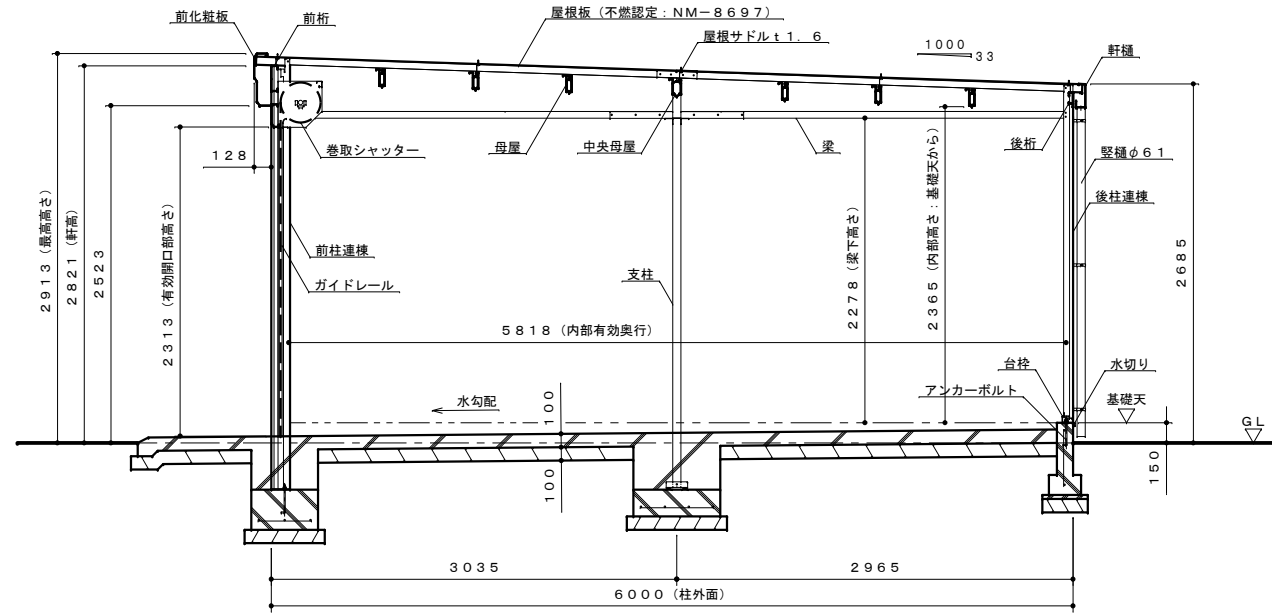 前化粧板
前桁
屋根板（不燃認定：NM－8697）
屋根サドルｔ１．６
1000
33
軒樋
巻取シャッター
母屋
中央母屋
梁
後桁
竪樋φ６１
後柱連棟
128
2913（最高高さ）
2821（軒高）
2523
2313（有効開口部高さ）
前柱連棟
ガイドレール
支柱
2278（梁下高さ）
2365（内部高さ：基礎天から）
2685
5818（内部有効奥行）
台枠
水切り
アンカーボルト
基礎天
水勾配
100
100
GL
150
3035
2965
6000（柱外面）